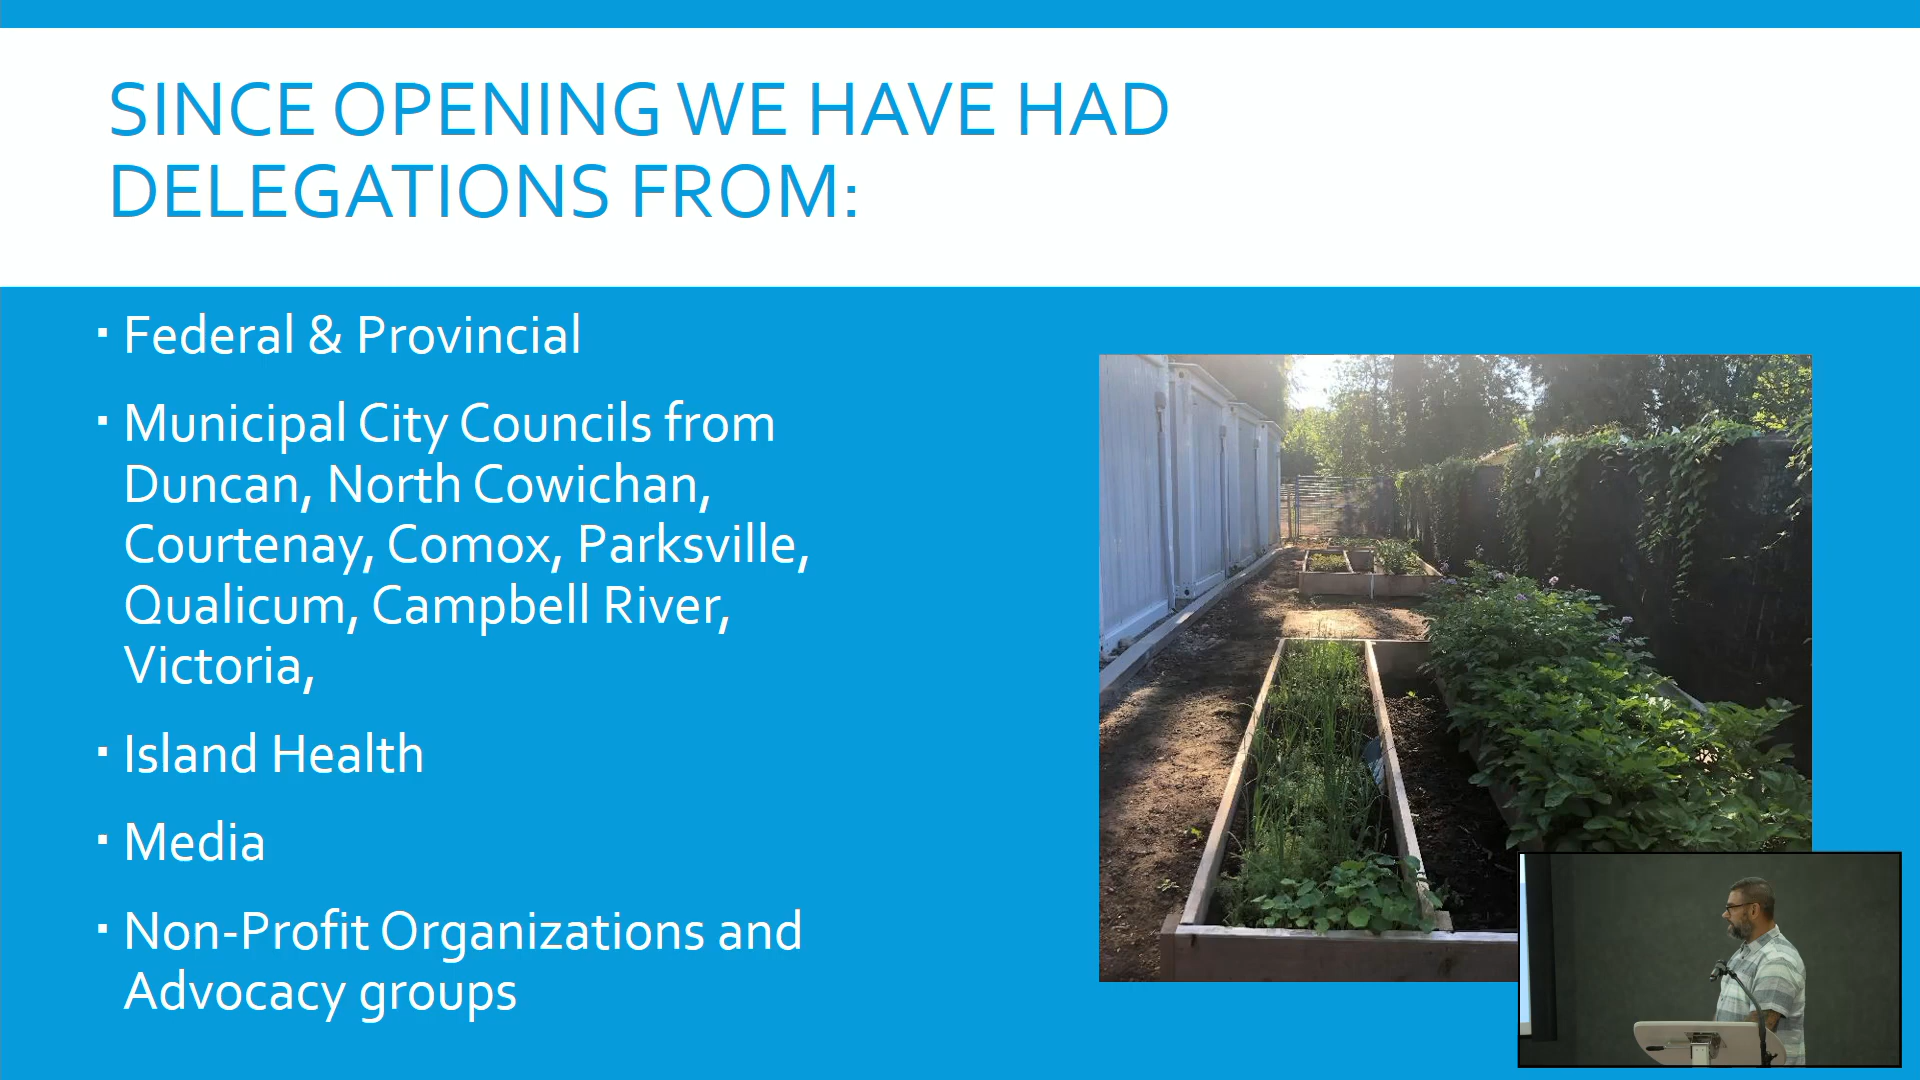 SINCE OPENING WE HAVE HAD
DELEGATIONS FROM:
▪ Federal & Provincial
▪ Municipal City Councils from
Duncan, North Cowichan,
Courtenay, Comox, Parksville,
Qualicum, Campbell River,
Victoria,
▪ Island Health
▪ Media
▪ Non-Profit Organizations and
Advocacy groups